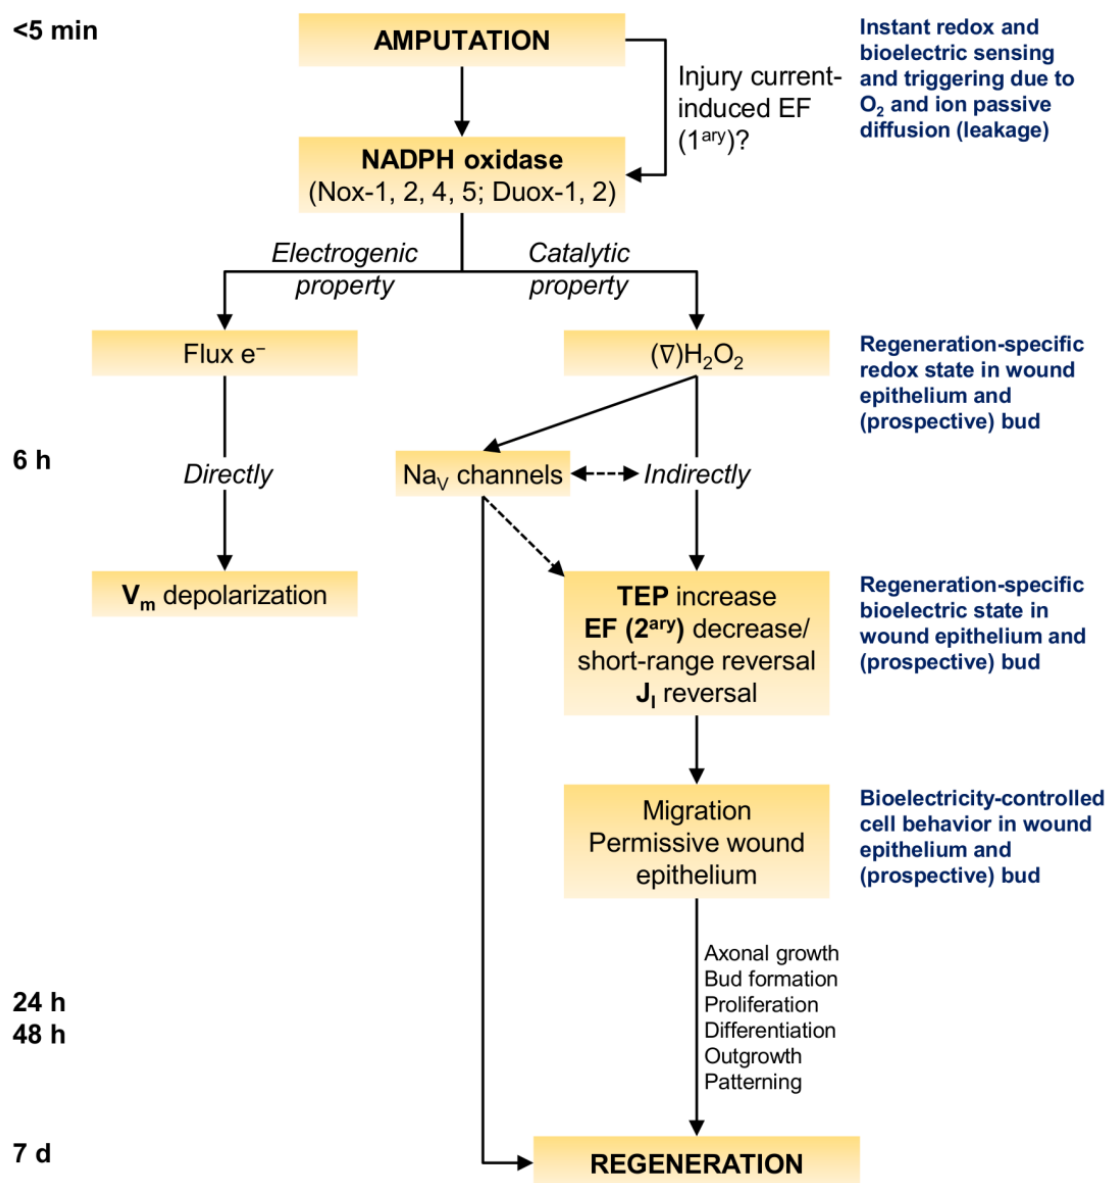 <5 min
AMPUTATION
Instant redox and
bioelectric sensing
and triggering due to
O₂ and ion passive
diffusion (leakage)
Injury current-
induced EF
(1ᵃʳʸ)?
NADPH oxidase
(Nox-1, 2, 4, 5; Duox-1, 2)
Electrogenic
property
Catalytic
property
Flux e⁻
(∇)H₂O₂
Regeneration-specific
redox state in wound
epithelium and
(prospective) bud
6 h
Directly
Naᵥ channels
Indirectly
Vₘ depolarization
TEP increase
EF (2ᵃʳʸ) decrease/
short-range reversal
Jₗ reversal
Regeneration-specific
bioelectric state in
wound epithelium and
(prospective) bud
Migration
Permissive wound
epithelium
Bioelectricity-controlled
cell behavior in wound
epithelium and
(prospective) bud
Axonal growth
Bud formation
Proliferation
Differentiation
Outgrowth
Patterning
24 h
48 h
7 d
REGENERATION